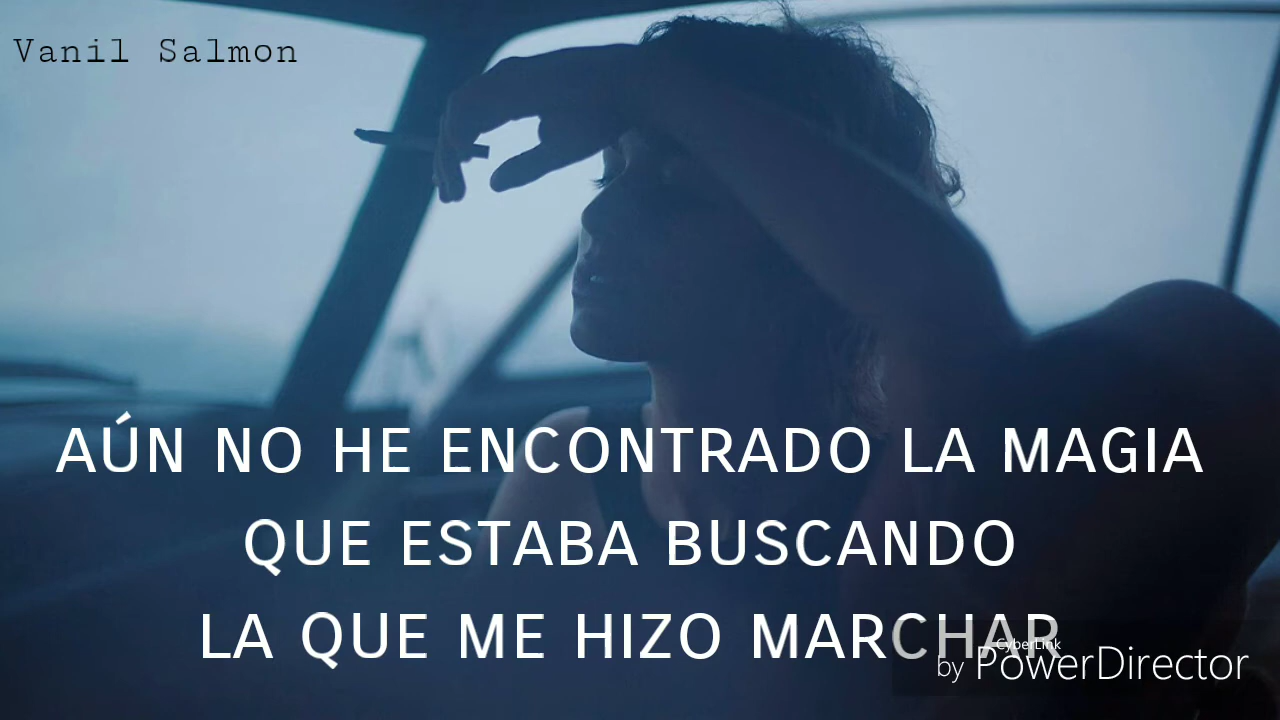 Vanil Salmon
AÚN NO HE ENCONTRADO LA MAGIA
QUE ESTABA BUSCANDO
LA QUE ME HIZO MARCHAR
CyberLink
by PowerDirector